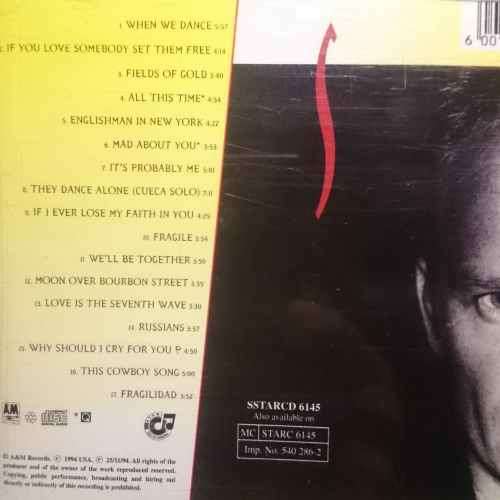 1. WHEN WE DANCE 5:57
2. IF YOU LOVE SOMEBODY SET THEM FREE 4:14
3. FIELDS OF GOLD 3:40
4. ALL THIS TIME* 4:54
5. ENGLISHMAN IN NEW YORK 4:27
6. MAD ABOUT YOU* 3:53
7. IT'S PROBABLY ME 5:01
8. THEY DANCE ALONE (CUECA SOLO) 7:11
9. IF I EVER LOSE MY FAITH IN YOU 4:29
10. FRAGILE 3:54
11. WE'LL BE TOGETHER 3:50
12. MOON OVER BOURBON STREET 3:59
13. LOVE IS THE SEVENTH WAVE 3:30
14. RUSSIANS 3:57
15. WHY SHOULD I CRY FOR YOU? 4:50
16. THIS COWBOY SONG 5:00
17. FRAGILIDAD 3:52
A&M
COMPACT disc DIGITAL AUDIO
© A&M Records. ℗ 1994 USA, ℗ 25/11/94. All rights of the
producer and of the owner of the work reproduced reserved.
Copying, public performance, broadcasting and hiring out
directly or indirectly of this recording is prohibited.
6 00
SSTARCD 6145
Also available on
MC STARC 6145
Imp. No. 540 286-2